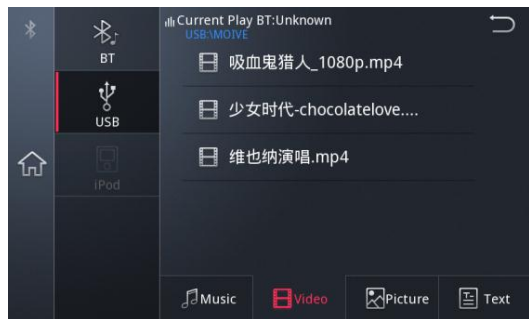 Current Play BT:Unknown
USB:\MOIVE
BT
USB
iPod
吸血鬼猎人_1080p.mp4
少女时代-chocolatelove....
维也纳演唱.mp4
Music
Video
Picture
Text